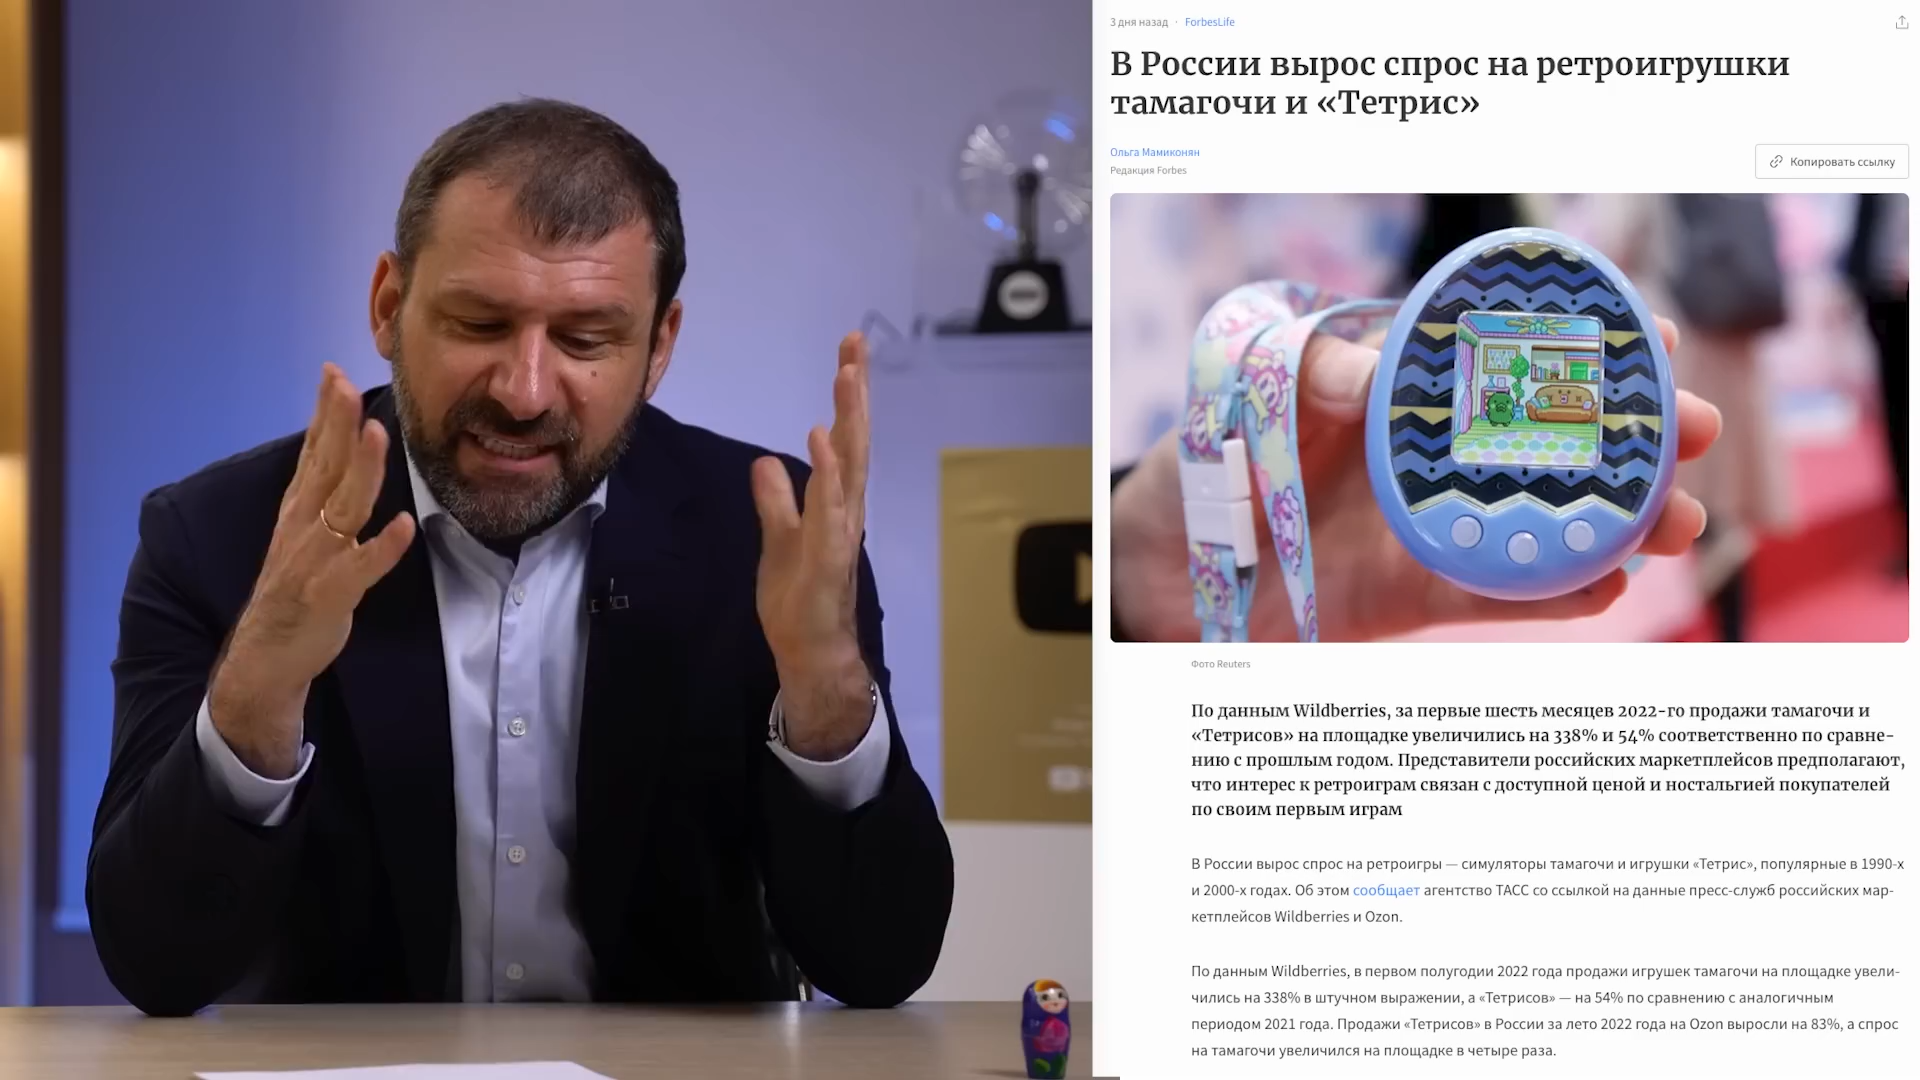 3 дня назад · ForbesLife
В России вырос спрос на ретроигрушки
тамагочи и «Тетрис»
Ольга Мамиконян
Редакция Forbes
Копировать ссылку
Фото Reuters
По данным Wildberries, за первые шесть месяцев 2022-го продажи тамагочи и
«Тетрисов» на площадке увеличились на 338% и 54% соответственно по сравне-
нию с прошлым годом. Представители российских маркетплейсов предполагают,
что интерес к ретроиграм связан с доступной ценой и ностальгией покупателей
по своим первым играм
В России вырос спрос на ретроигры — симуляторы тамагочи и игрушки «Тетрис», популярные в 1990-х
и 2000-х годах. Об этом сообщает агентство ТАСС со ссылкой на данные пресс-служб российских мар-
кетплейсов Wildberries и Ozon.
По данным Wildberries, в первом полугодии 2022 года продажи игрушек тамагочи на площадке увели-
чились на 338% в штучном выражении, а «Тетрисов» — на 54% по сравнению с аналогичным
периодом 2021 года. Продажи «Тетрисов» в России за лето 2022 года на Ozon выросли на 83%, а спрос
на тамагочи увеличился на площадке в четыре раза.